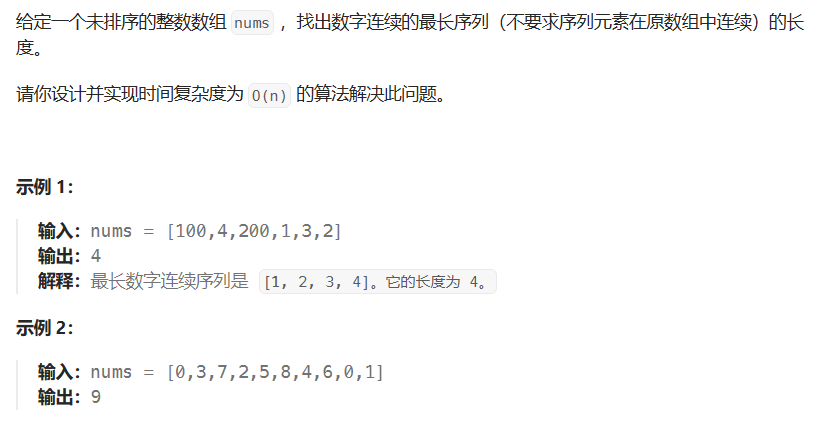 给定一个未排序的整数数组 nums ，找出数字连续的最长序列（不要求序列元素在原数组中连续）的长
度。
请你设计并实现时间复杂度为 O(n) 的算法解决此问题。
示例 1：
输入：nums = [100,4,200,1,3,2]
输出：4
解释：最长数字连续序列是 [1, 2, 3, 4]。它的长度为 4。
示例 2：
输入：nums = [0,3,7,2,5,8,4,6,0,1]
输出：9